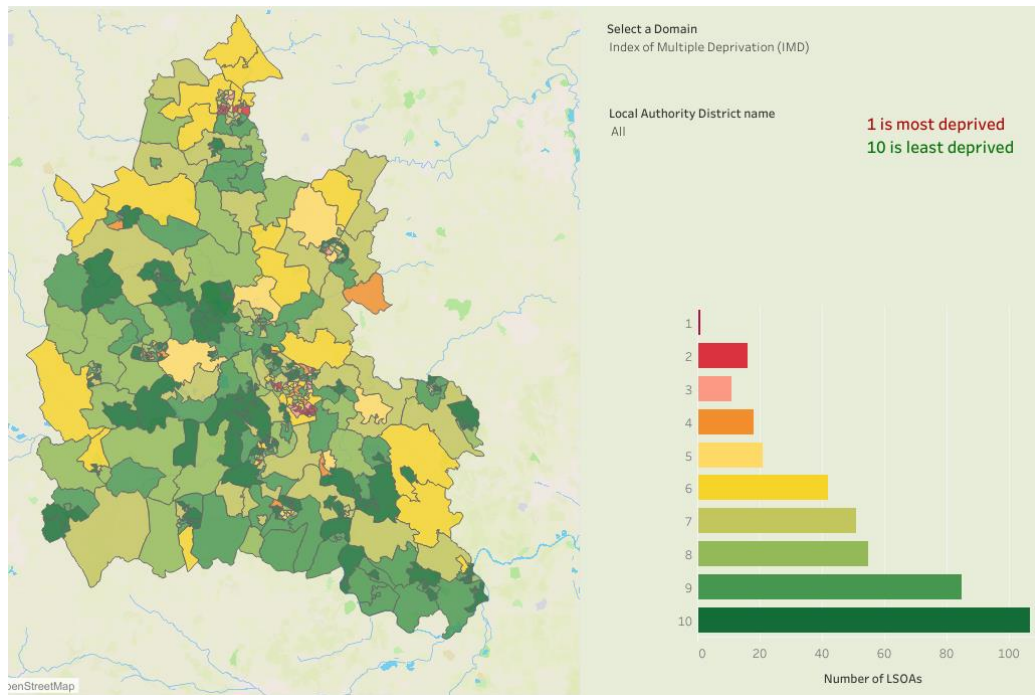 Select a Domain
Index of Multiple Deprivation (IMD)
Local Authority District name
All
1 is most deprived
10 is least deprived
1
2
3
4
5
6
7
8
9
10
0 20 40 60 80 100
Number of LSOAs
penStreetMap